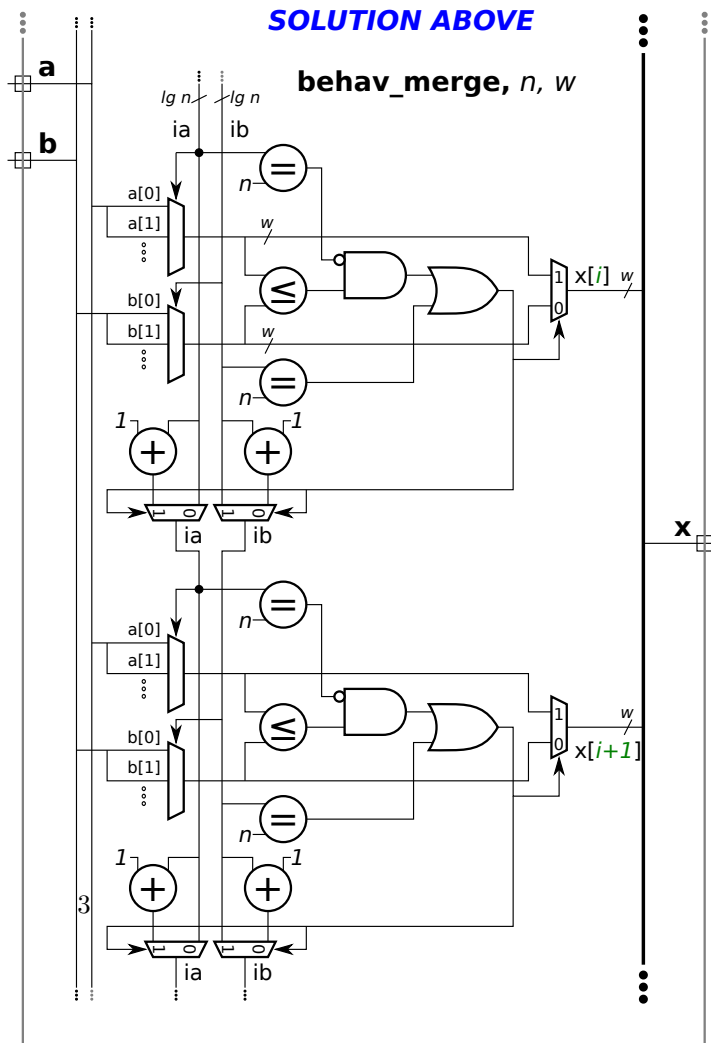 SOLUTION ABOVE
behav_merge, n, w
a
b
lg n
lg n
ia
ib
=
n
a[0]
a[1]
w
b[0]
b[1]
≤
w
=
n
1
0
x[i]
w
1
+
+
1
1
0
1
0
ia
ib
x
=
n
a[0]
a[1]
b[0]
b[1]
≤
=
n
1
0
w
x[i+1]
1
+
+
1
3
1
0
1
0
ia
ib